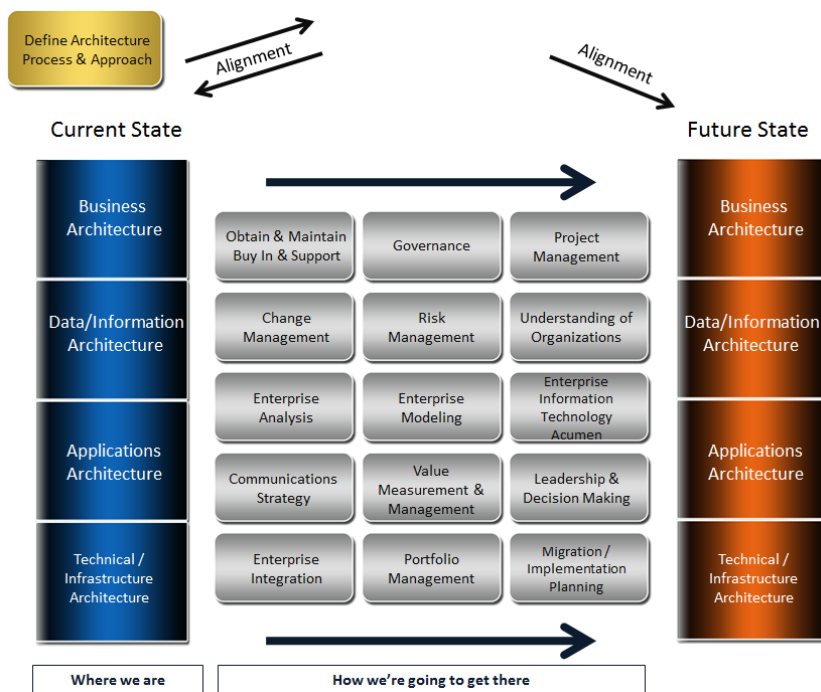 Define Architecture
Process & Approach
Alignment
Alignment
Current State
Future State
Business
Architecture
Data/Information
Architecture
Applications
Architecture
Technical /
Infrastructure
Architecture
Obtain & Maintain
Buy In & Support
Governance
Project
Management
Change
Management
Risk
Management
Understanding of
Organizations
Enterprise
Analysis
Enterprise
Modeling
Enterprise
Information
Technology
Acumen
Communications
Strategy
Value
Measurement &
Management
Leadership &
Decision Making
Enterprise
Integration
Portfolio
Management
Migration /
Implementation
Planning
Business
Architecture
Data/Information
Architecture
Applications
Architecture
Technical /
Infrastructure
Architecture
Where we are
How we're going to get there